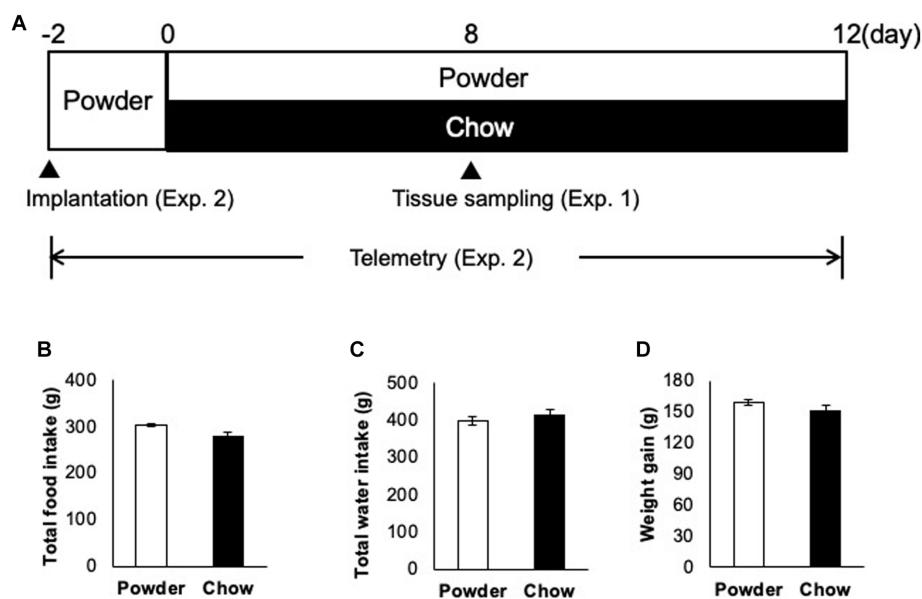 A
-2 0 8 12(day)
Powder
Powder
Chow
Implantation (Exp. 2)
Tissue sampling (Exp. 1)
Telemetry (Exp. 2)
B
Total food intake (g)
400
300
200
100
0
Powder Chow
C
Total water intake (g)
500
400
300
200
100
0
Powder Chow
D
Weight gain (g)
180
150
120
90
60
30
0
Powder Chow